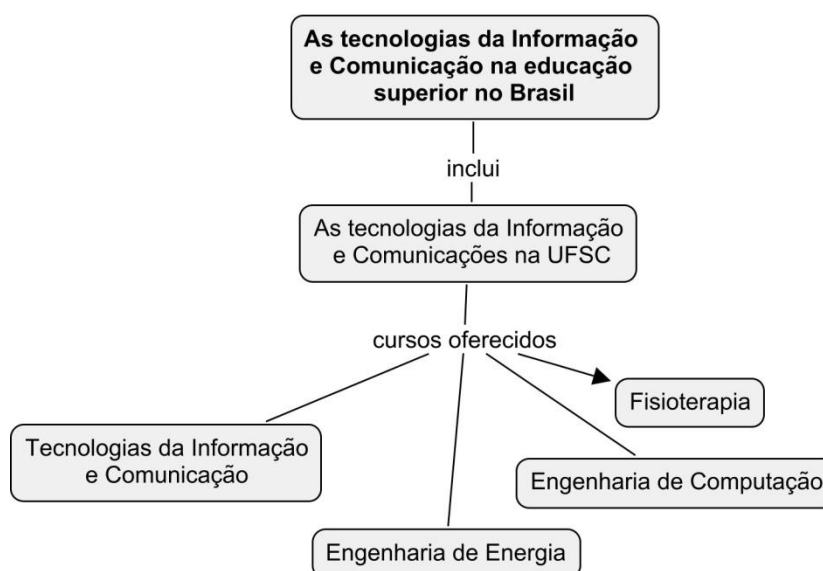 As tecnologias da Informação
e Comunicação na educação
superior no Brasil
inclui
As tecnologias da Informação
e Comunicações na UFSC
cursos oferecidos
Fisioterapia
Tecnologias da Informação
e Comunicação
Engenharia de Computação
Engenharia de Energia